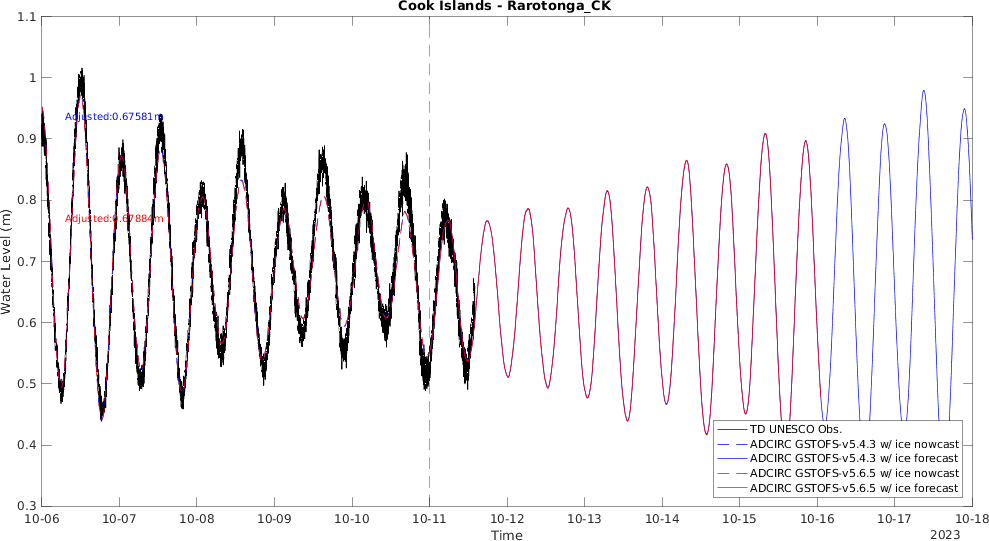 Cook Islands - Rarotonga_CK
Water Level (m)
1.1
1
0.9
0.8
0.7
0.6
0.5
0.4
0.3
Adjusted:0.67581m
Adjusted:0.67884m
TD UNESCO Obs.
ADCIRC GSTOFS-v5.4.3 w/ ice nowcast
ADCIRC GSTOFS-v5.4.3 w/ ice forecast
ADCIRC GSTOFS-v5.6.5 w/ ice nowcast
ADCIRC GSTOFS-v5.6.5 w/ ice forecast
10-06 10-07 10-08 10-09 10-10 10-11 10-12 10-13 10-14 10-15 10-16 10-17 10-18
Time
2023